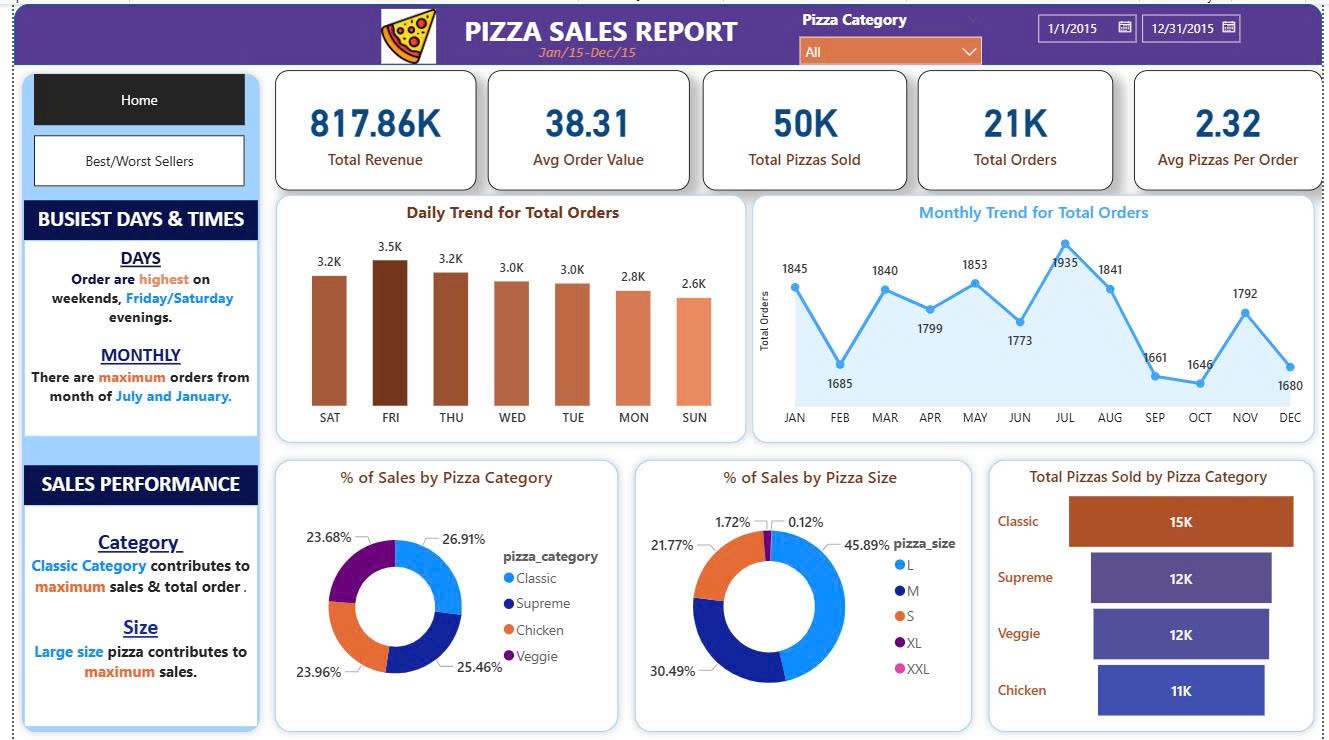 PIZZA SALES REPORT
Jan/15-Dec/15
Pizza Category
All
1/1/2015
12/31/2015
Home
Best/Worst Sellers
BUSIEST DAYS & TIMES
DAYS
Order are highest on
weekends, Friday/Saturday
evenings.
MONTHLY
There are maximum orders from
month of July and January.
SALES PERFORMANCE
Category
Classic Category contributes to
maximum sales & total order .
Size
Large size pizza contributes to
maximum sales.
817.86K
Total Revenue
38.31
Avg Order Value
50K
Total Pizzas Sold
21K
Total Orders
2.32
Avg Pizzas Per Order
Daily Trend for Total Orders
3.2K
3.5K
3.2K
3.0K
3.0K
2.8K
2.6K
SAT FRI THU WED TUE MON SUN
Monthly Trend for Total Orders
Total Orders
1845
1685
1840
1799
1853
1773
1935
1841
1661
1646
1792
1680
JAN FEB MAR APR MAY JUN JUL AUG SEP OCT NOV DEC
% of Sales by Pizza Category
23.68%
26.91%
23.96%
25.46%
pizza_category
Classic
Supreme
Chicken
Veggie
% of Sales by Pizza Size
1.72%
0.12%
21.77%
45.89%
30.49%
pizza_size
L
M
S
XL
XXL
Total Pizzas Sold by Pizza Category
Classic 15K
Supreme 12K
Veggie 12K
Chicken 11K